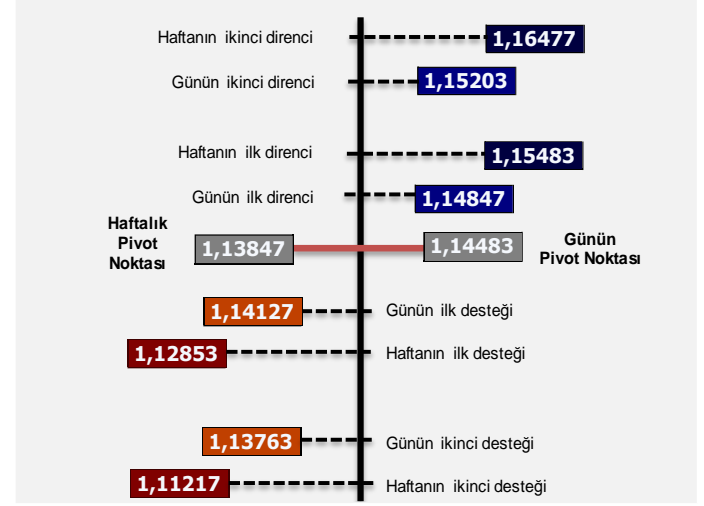 Haftanın ikinci direnci 1,16477
Günün ikinci direnci 1,15203
Haftanın ilk direnci 1,15483
Günün ilk direnci 1,14847
Haftalık
Pivot
Noktası
1,13847
1,14483
Günün
Pivot Noktası
1,14127 Günün ilk desteği
1,12853 Haftanın ilk desteği
1,13763 Günün ikinci desteği
1,11217 Haftanın ikinci desteği